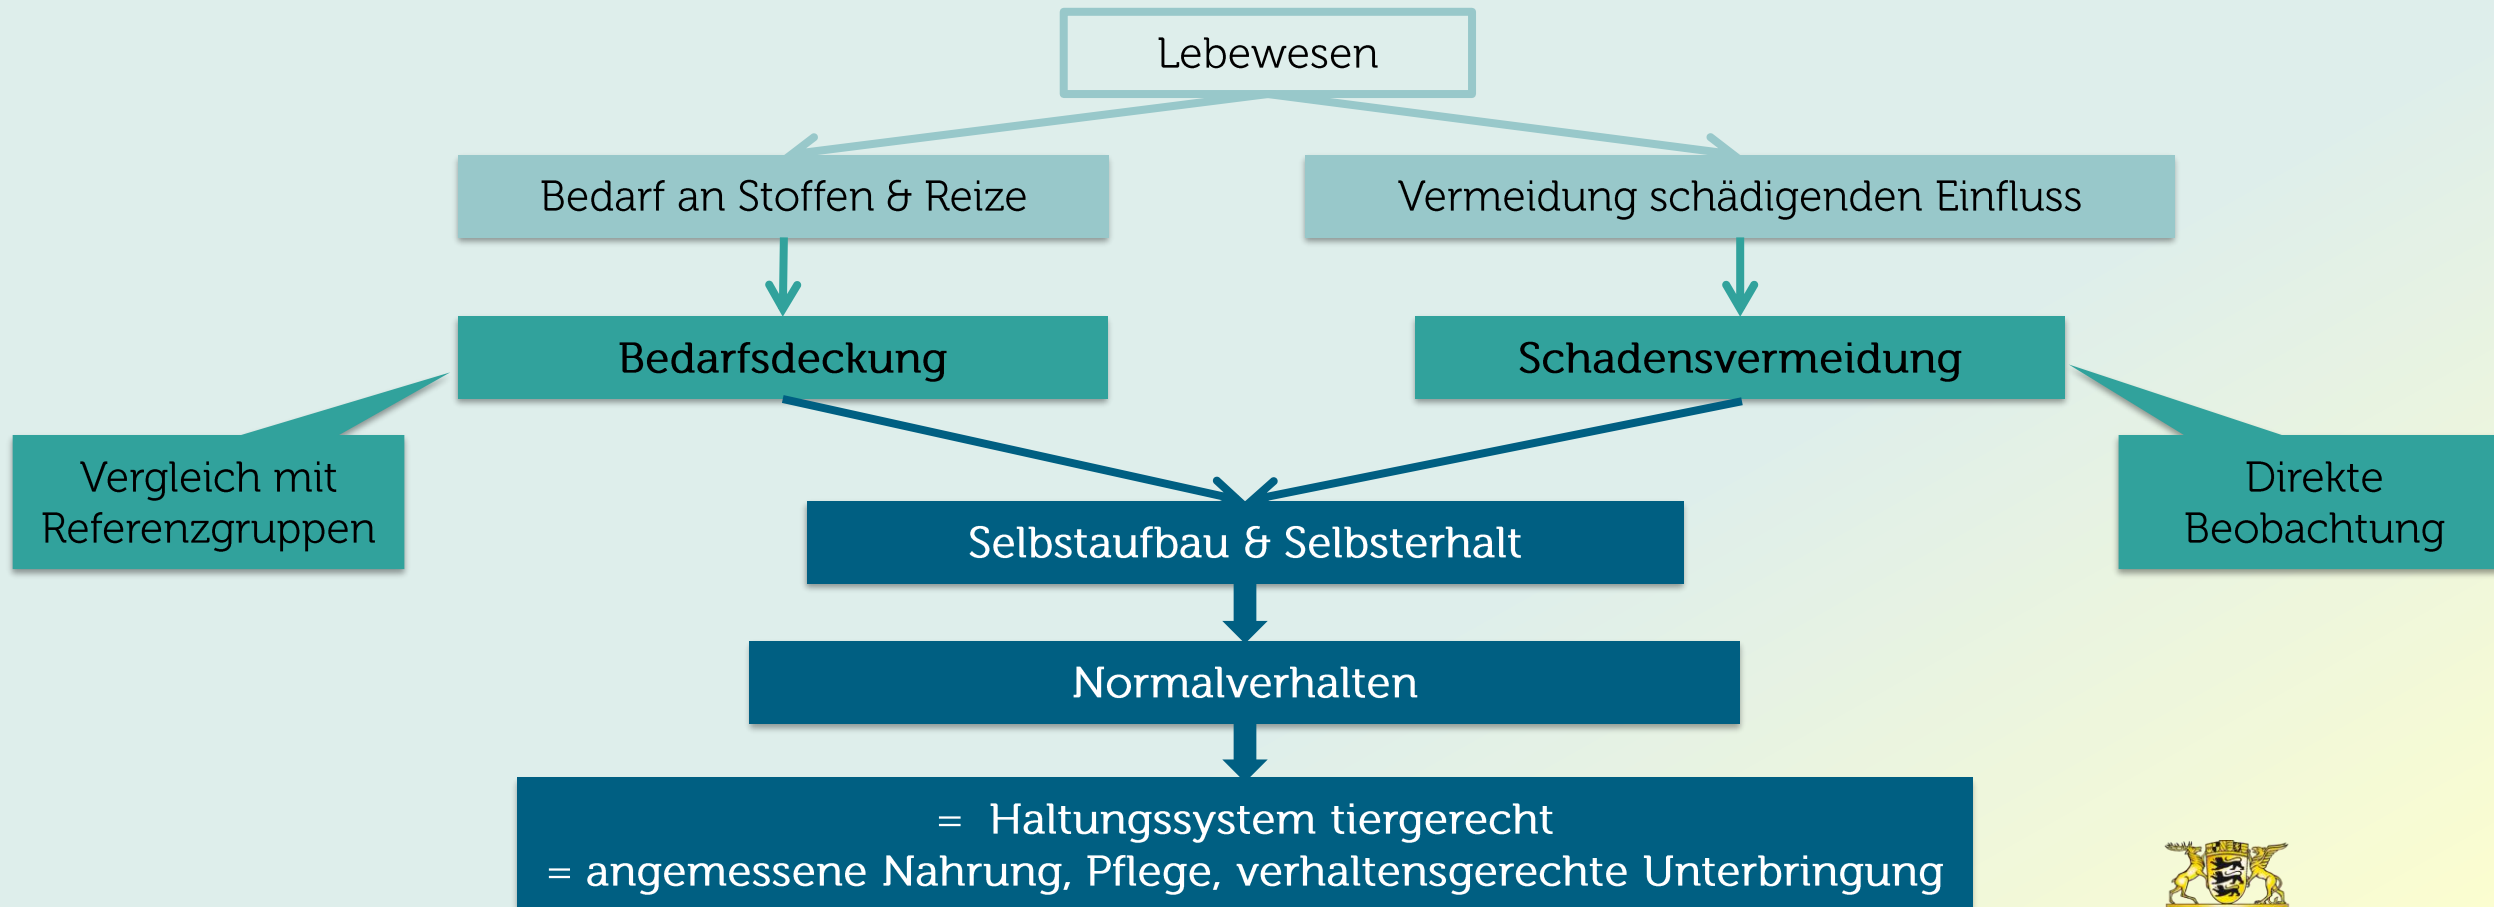 Lebewesen
Bedarf an Stoffen & Reize
Vermeidung schädigenden Einfluss
Bedarfsdeckung
Schadensvermeidung
Vergleich mit
Referenzgruppen
Direkte
Beobachtung
Selbstaufbau & Selbsterhalt
Normalverhalten
= Haltungssystem tiergerecht
= angemessene Nahrung, Pflege, verhaltensgerechte Unterbringung